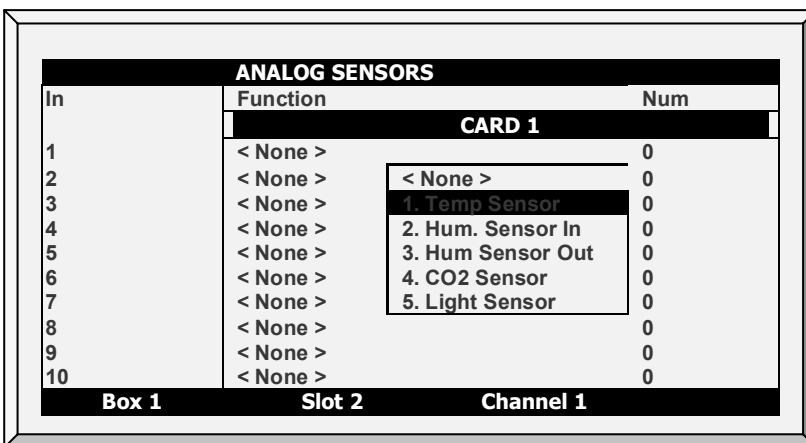 ANALOG SENSORS
In Function Num
CARD 1
1 < None > 0
2 < None > < None > 0
3 < None > 1. Temp Sensor 0
4 < None > 2. Hum. Sensor In 0
5 < None > 3. Hum Sensor Out 0
6 < None > 4. CO2 Sensor 0
7 < None > 5. Light Sensor 0
8 < None > 0
9 < None > 0
10 < None > 0
Box 1 Slot 2 Channel 1